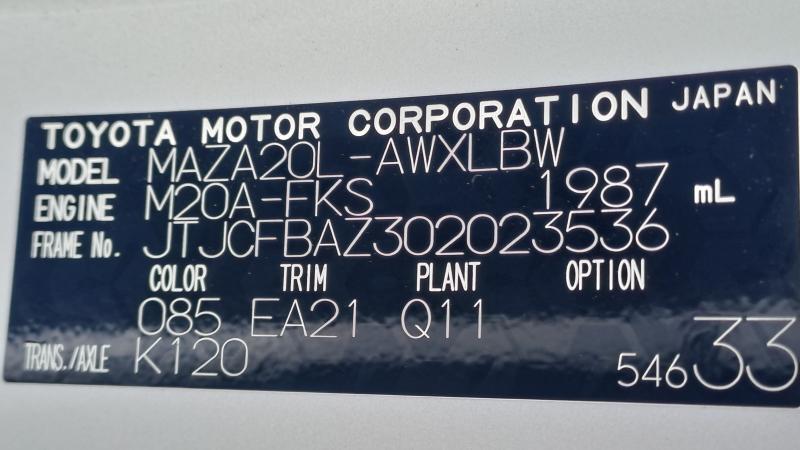 TOYOTA MOTOR CORPORATION JAPAN
MODEL MAZA20L-AWXLBW
ENGINE M20A-FKS 1987 mL
FRAME No. JTJCFBAZ302023536
COLOR TRIM PLANT OPTION
085 EA21 Q11
TRANS./AXLE K120 54633